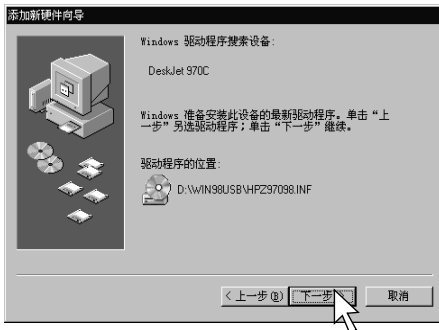 添加新硬件向导
Windows 驱动程序搜索设备:
DeskJet 970C
Windows 准备安装此设备的最新驱动程序。单击“上
一步”另选驱动程序；单击“下一步”继续。
驱动程序的位置:
D:\WIN98USB\HPZ97098.INF
< 上一步(B)
下一步
取消